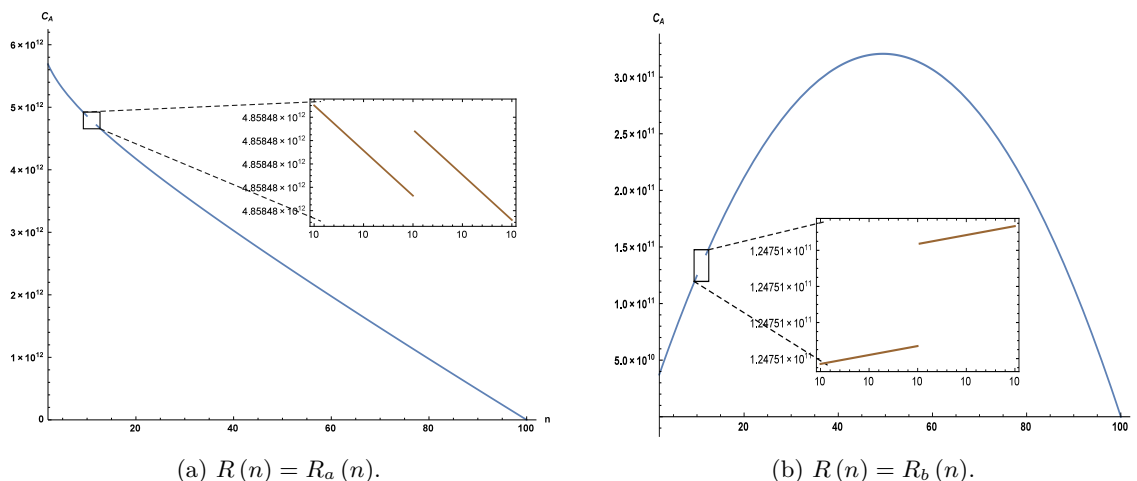 C_A
6 × 10^12
5 × 10^12
4 × 10^12
3 × 10^12
2 × 10^12
1 × 10^12
0
20
40
60
80
100
n
4.85848 × 10^12
4.85848 × 10^12
4.85848 × 10^12
4.85848 × 10^12
4.85848 × 10^12
10 10 10 10 10
(a) R (n) = R_a (n).
C_A
3.0 × 10^11
2.5 × 10^11
2.0 × 10^11
1.5 × 10^11
1.0 × 10^11
5.0 × 10^10
20
40
60
80
100
n
1.24751 × 10^11
1.24751 × 10^11
1.24751 × 10^11
1.24751 × 10^11
10 10 10 10 10
(b) R (n) = R_b (n).